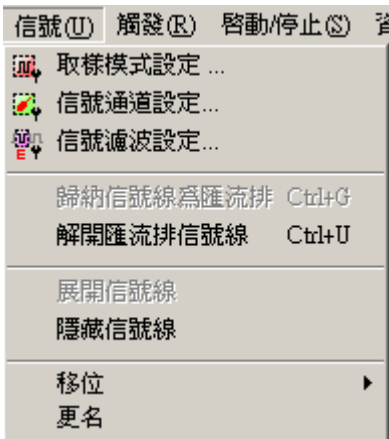 信號(U) 觸發(R) 啓動/停止(S)
取樣模式設定 ...
信號通道設定...
信號濾波設定...
歸納信號線爲匯流排 Ctrl+G
解開匯流排信號線 Ctrl+U
展開信號線
隱藏信號線
移位
更名